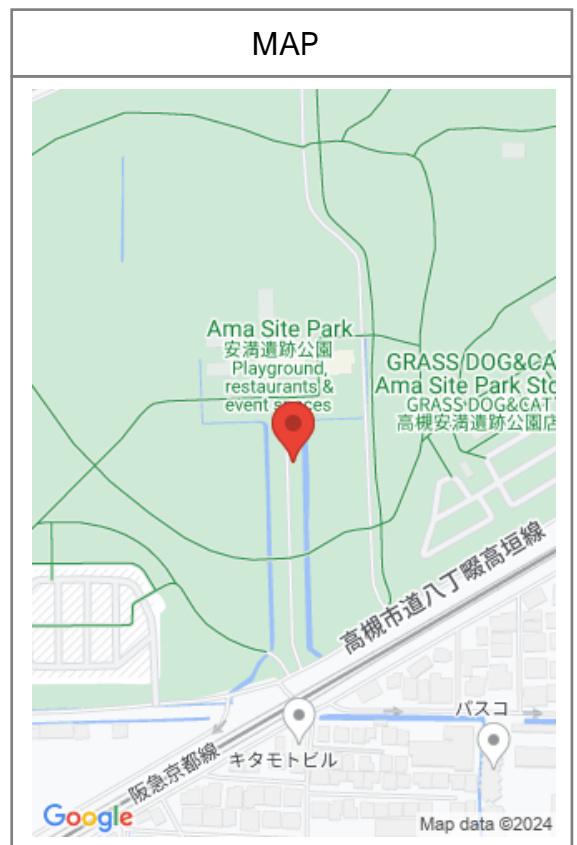 MAP
Ama Site Park
安満遺跡公園
Playground,
restaurants &
event spaces
GRASS DOG&CA
Ama Site Park Sto
GRASS DOG&CAT
高槻安満遺跡公園店
高槻市道八丁畷高垣線
パスコ
キタモトビル
阪急京都線
Google
Map data ©2024